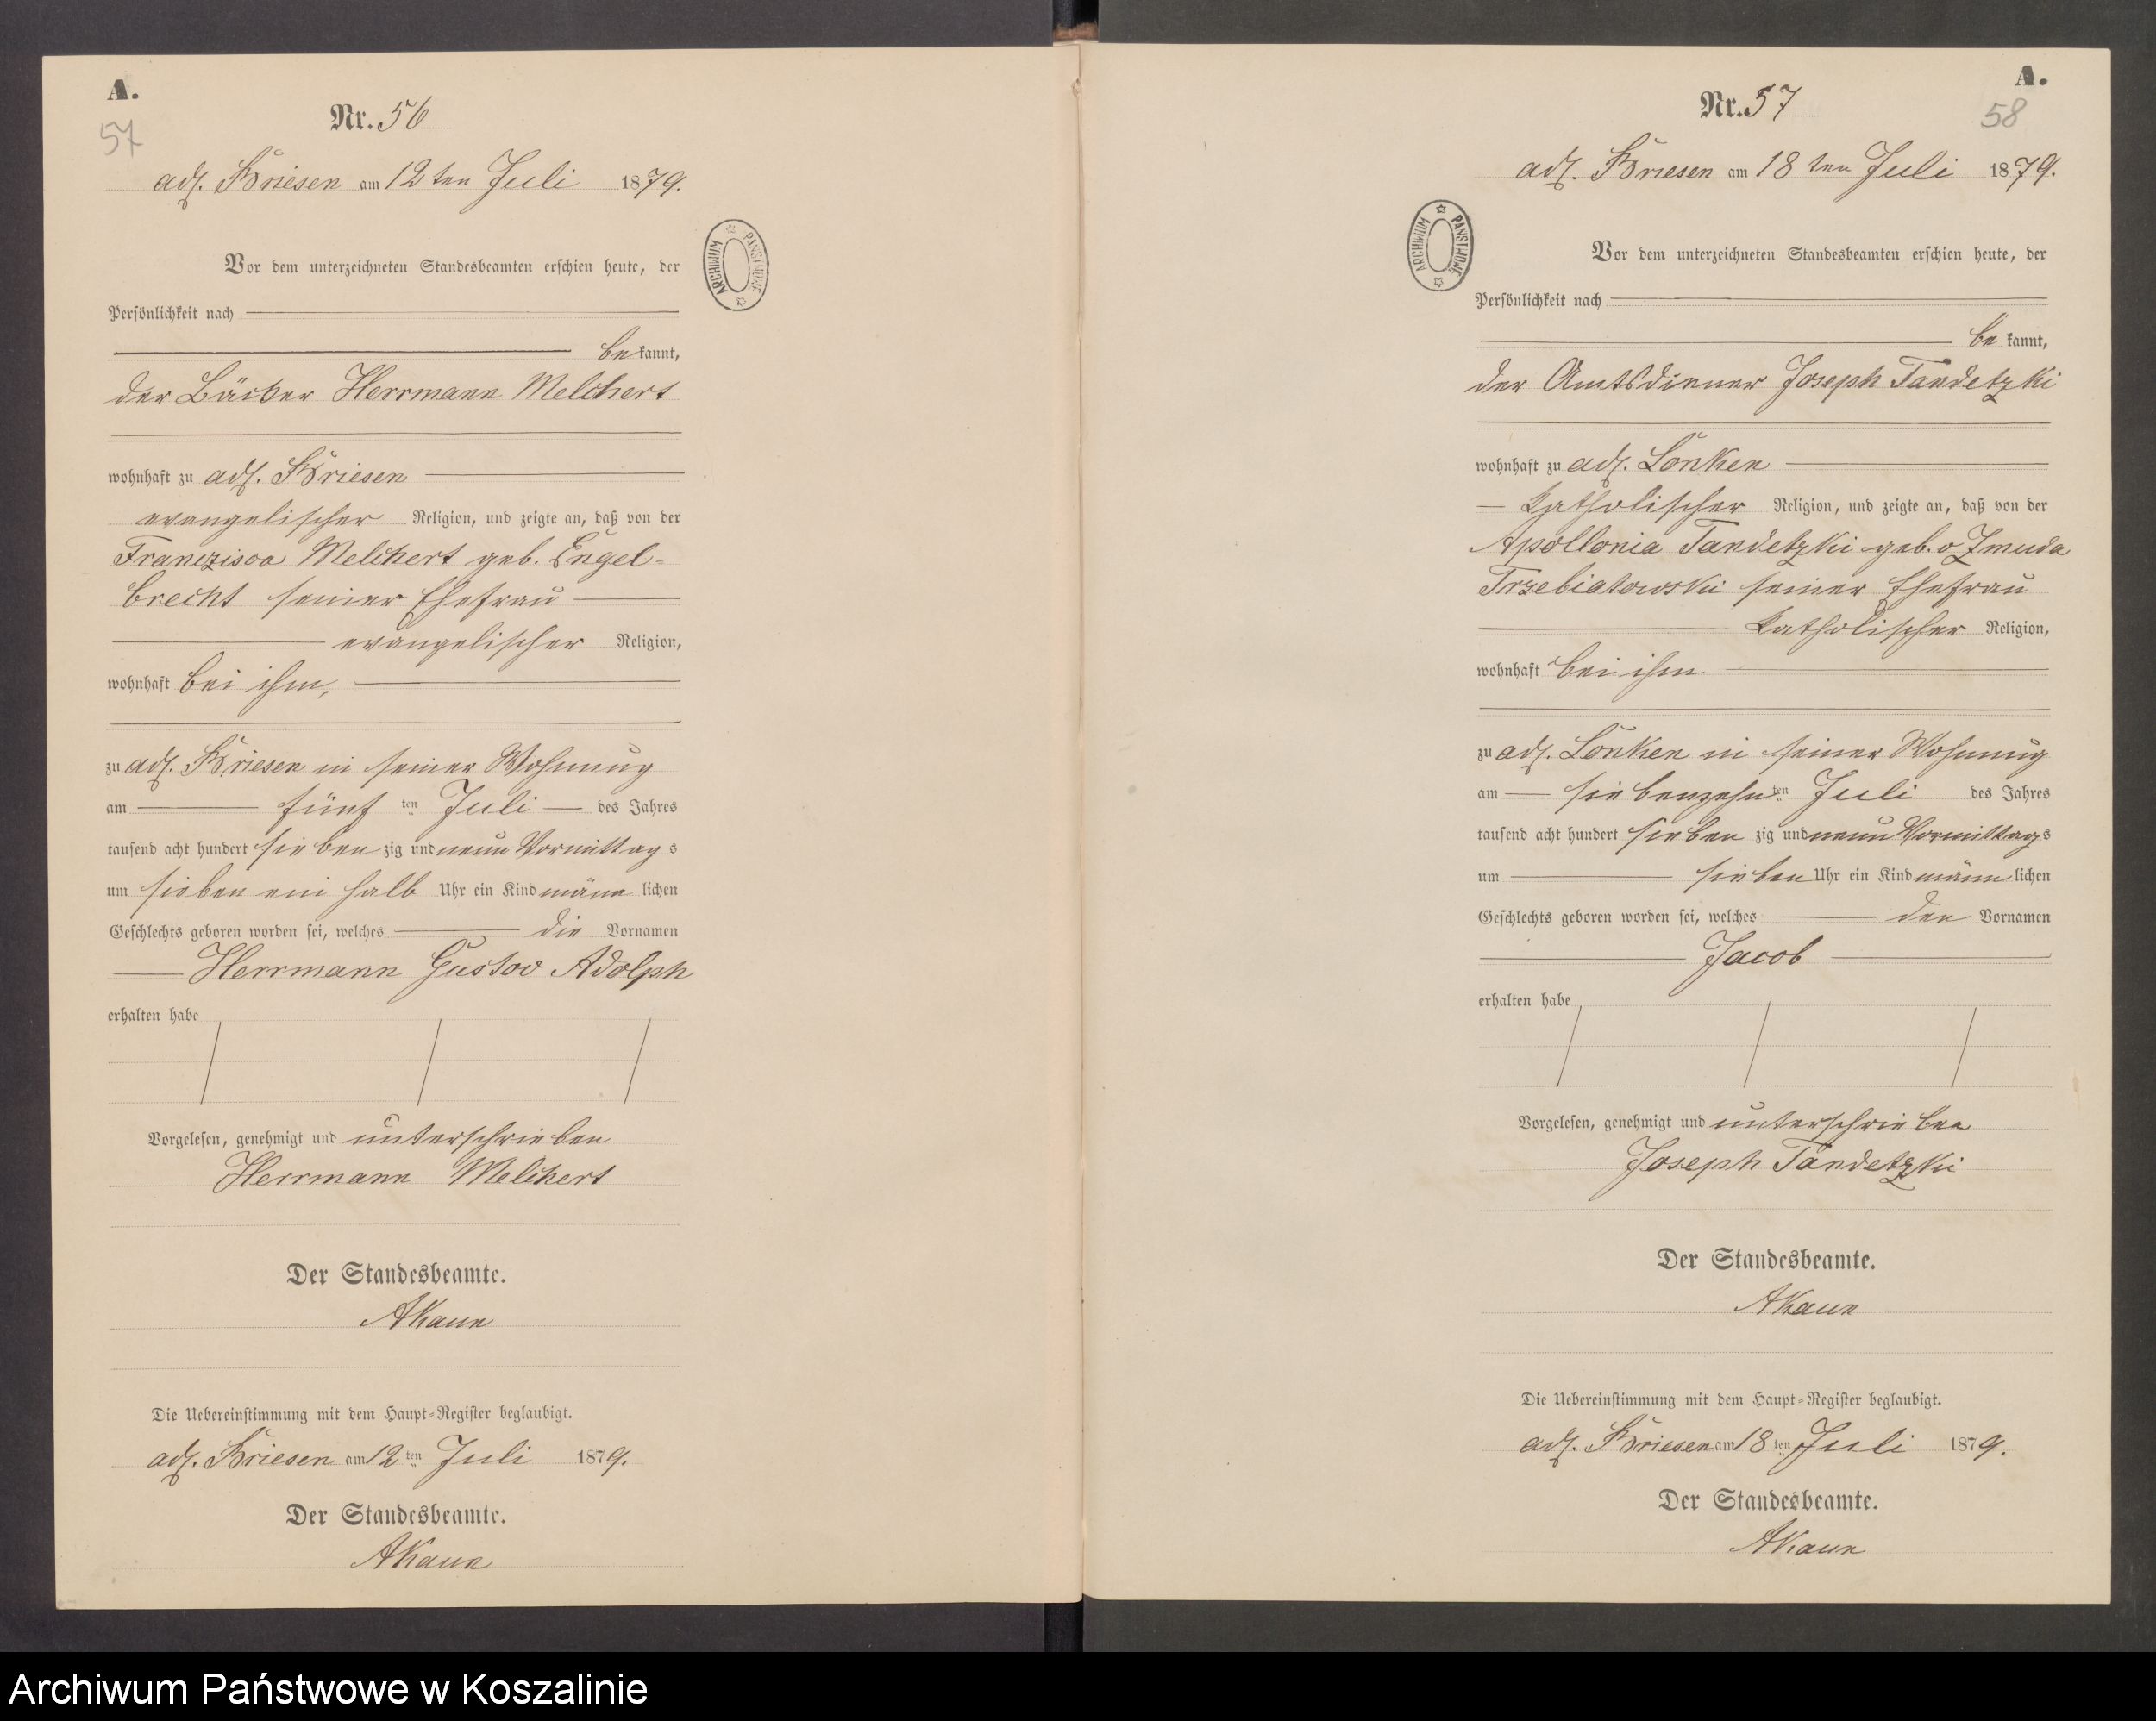 A.
57
Nr. 56
adl. Briesen am 12ten Juli 1879.
ARCHIWUM PAŃSTWOWE
Vor dem unterzeichneten Standesbeamten erschien heute, der
Persönlichkeit nach
bekannt,
der Bäcker Herrmann Melchert
wohnhaft zu adl. Briesen
evangelischer Religion, und zeigte an, daß von der
Franzisca Melchert geb. Engel-
brecht seiner Ehefrau
evangelischer Religion,
wohnhaft bei ihm,
zu adl. Briesen in seiner Wohnung
am fünften Juli des Jahres
tausend acht hundert siebenzig und neun Vormittags
um sieben ein halb Uhr ein Kind männlichen
Geschlechts geboren worden sei, welches die Vornamen
Herrmann Gustav Adolph
erhalten habe
Vorgelesen, genehmigt und unterschrieben
Herrmann Melchert
Der Standesbeamte.
AKaun
Die Uebereinstimmung mit dem Haupt-Register beglaubigt.
adl. Briesen am 12ten Juli 1879.
Der Standesbeamte.
AKaun
A.
58
Nr. 57
adl. Briesen am 18ten Juli 1879.
ARCHIWUM PAŃSTWOWE
Vor dem unterzeichneten Standesbeamten erschien heute, der
Persönlichkeit nach
bekannt,
der Amtsdiener Joseph Tandetzki
wohnhaft zu adl. Lonken
katholischer Religion, und zeigte an, daß von der
Apollonia Tandetzki geb. v Zmuda
Trzebiatowski seiner Ehefrau
katholischer Religion,
wohnhaft bei ihm
zu adl. Lonken in seiner Wohnung
am siebenzehnten Juli des Jahres
tausend acht hundert siebenzig und neun Vormittags
um sieben Uhr ein Kind männlichen
Geschlechts geboren worden sei, welches den Vornamen
Jacob
erhalten habe
Vorgelesen, genehmigt und unterschrieben
Joseph Tandetzki
Der Standesbeamte.
AKaun
Die Uebereinstimmung mit dem Haupt-Register beglaubigt.
adl. Briesen am 18ten Juli 1879.
Der Standesbeamte.
AKaun
Archiwum Państwowe w Koszalinie